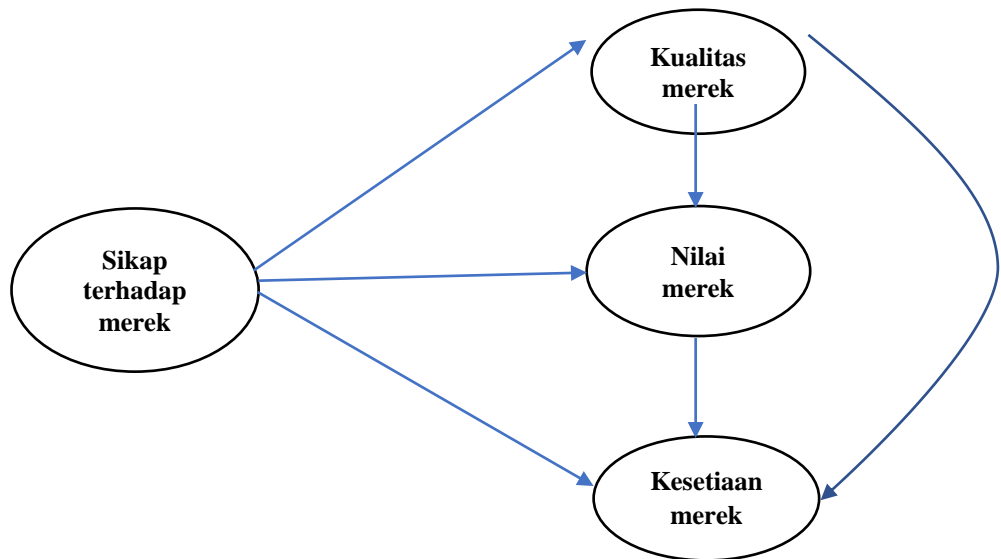 Kualitas
merek
Sikap
terhadap
merek
Nilai
merek
Kesetiaan
merek